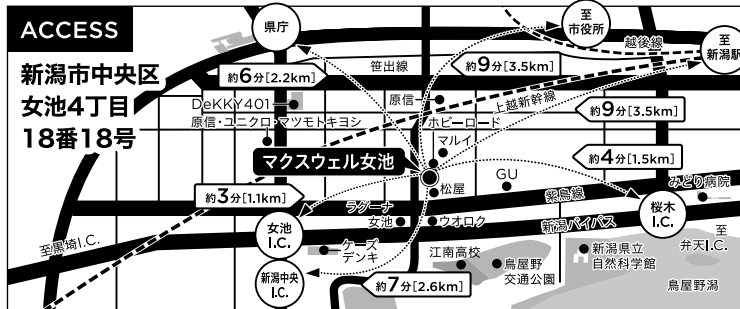 ACCESS
新潟市中央区
女池4丁目
18番18号
県庁
至
市役所
越後線
至
新潟駅
笹出線
約6分[2.2km]
約9分[3.5km]
DeKKY401
原信
上越新幹線
約9分[3.5km]
原信・ユニクロ・マツモトキヨシ
ホビーロード
マルイ
マクスウェル女池
約4分[1.5km]
GU
みどり病院
松屋
紫鳥線
約3分[1.1km]
ラグーナ
女池
ウオロク
新潟バイパス
桜木
I.C.
女池
I.C.
至黒埼I.C.
ケーズ
デンキ
江南高校
鳥屋野
交通公園
新潟県立
自然科学館
至
弁天I.C.
新潟中央
I.C.
約7分[2.6km]
鳥屋野潟